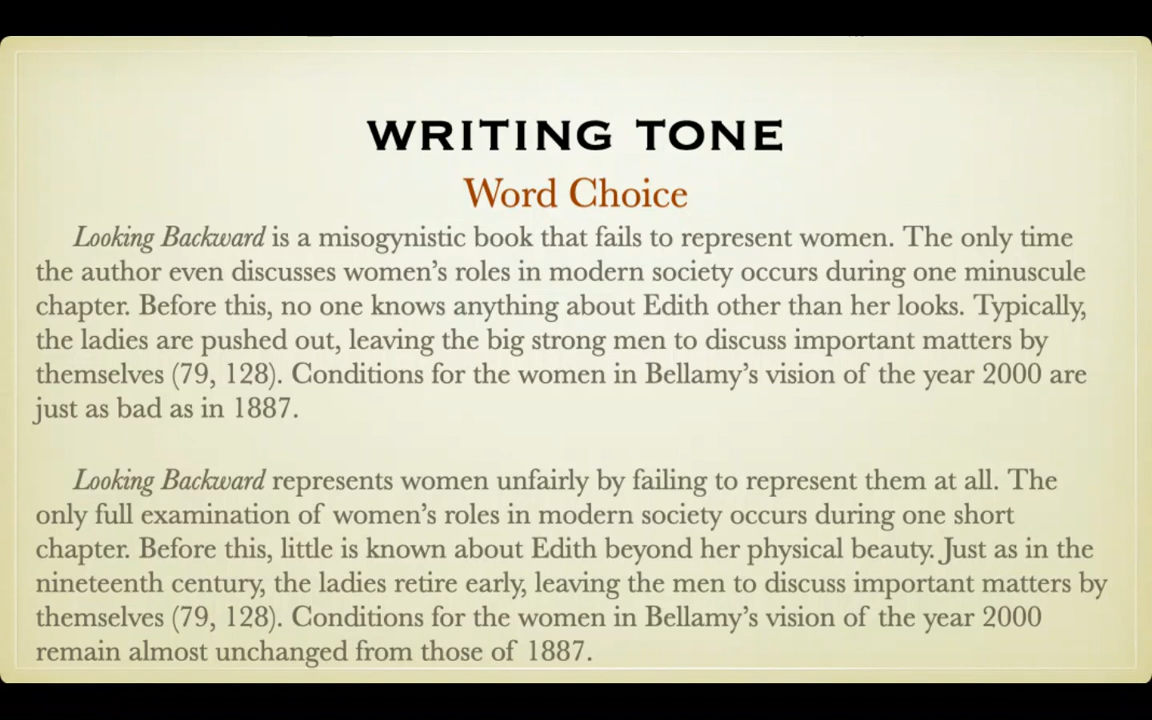 WRITING TONE
Word Choice
Looking Backward is a misogynistic book that fails to represent women. The only time
the author even discusses women's roles in modern society occurs during one minuscule
chapter. Before this, no one knows anything about Edith other than her looks. Typically,
the ladies are pushed out, leaving the big strong men to discuss important matters by
themselves (79, 128). Conditions for the women in Bellamy's vision of the year 2000 are
just as bad as in 1887.
Looking Backward represents women unfairly by failing to represent them at all. The
only full examination of women's roles in modern society occurs during one short
chapter. Before this, little is known about Edith beyond her physical beauty. Just as in the
nineteenth century, the ladies retire early, leaving the men to discuss important matters by
themselves (79, 128). Conditions for the women in Bellamy's vision of the year 2000
remain almost unchanged from those of 1887.